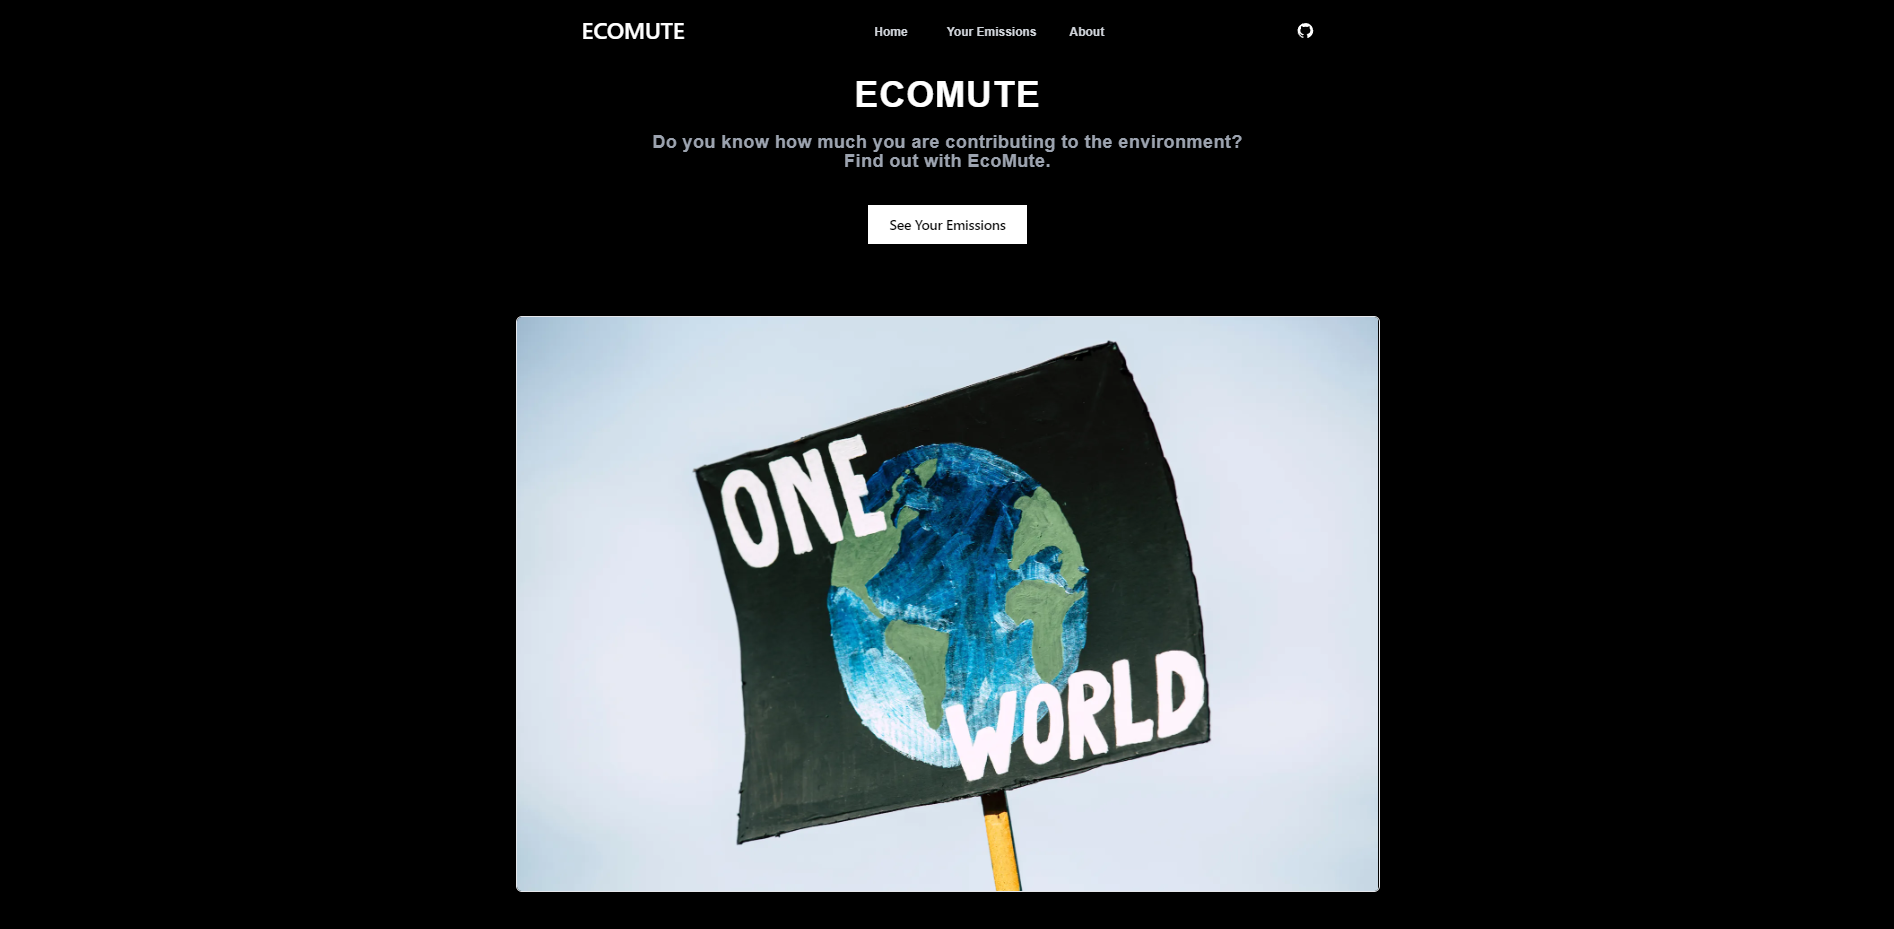 ECOMUTE
Home
Your Emissions
About
ECOMUTE
Do you know how much you are contributing to the environment?
Find out with EcoMute.
See Your Emissions
ONE
WORLD